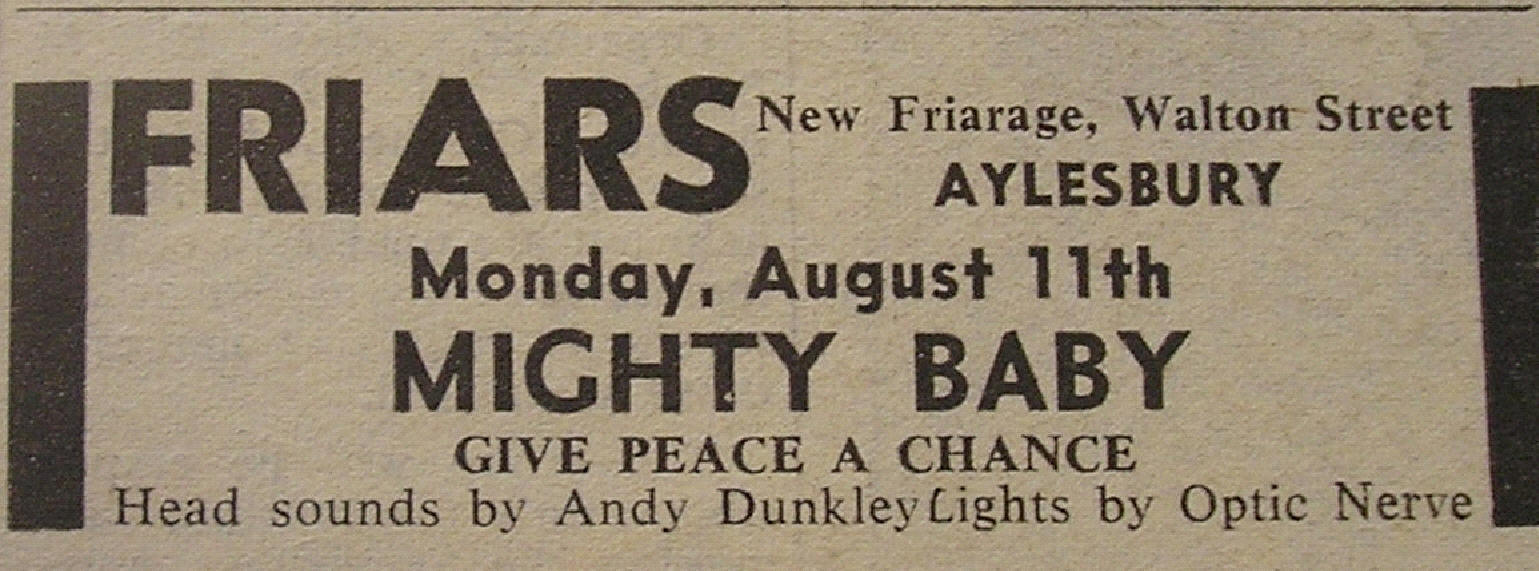 FRIARS New Friarage, Walton Street
AYLESBURY
Monday, August 11th
MIGHTY BABY
GIVE PEACE A CHANCE
Head sounds by Andy Dunkley Lights by Optic Nerve